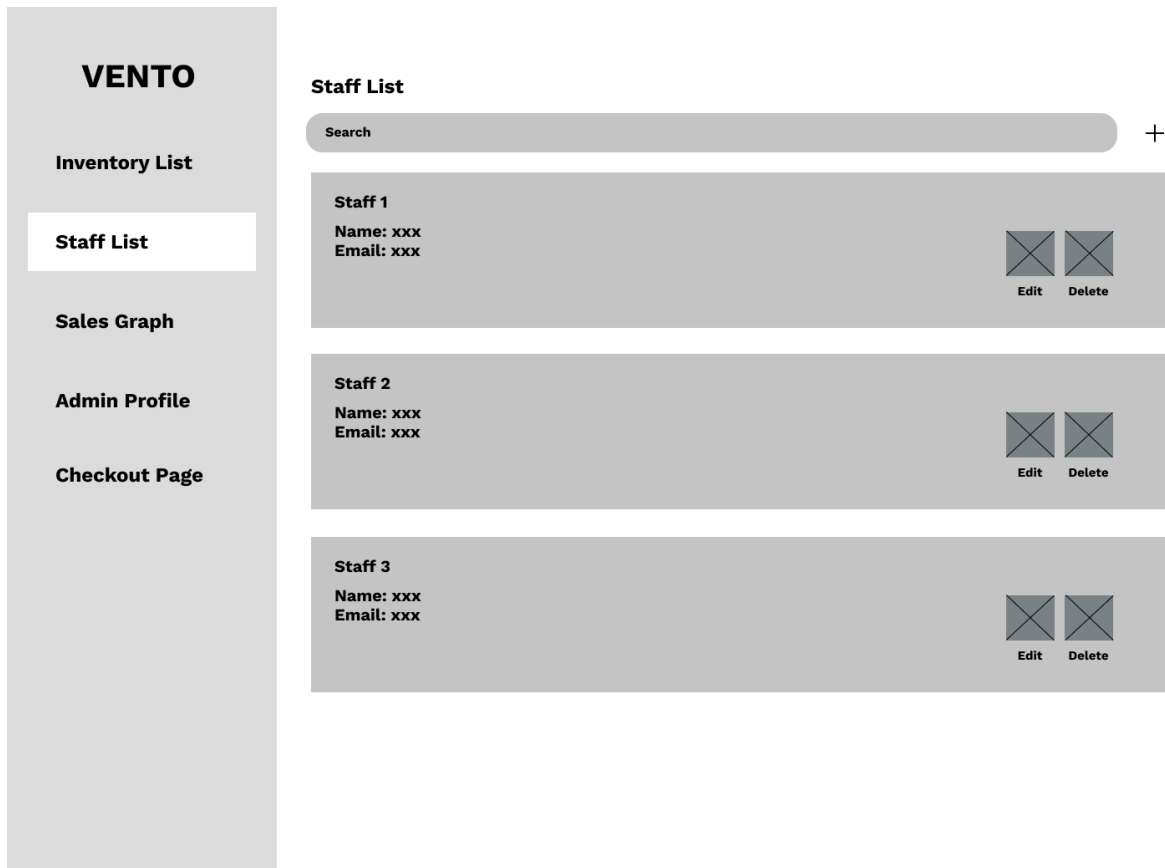 VENTO
Inventory List
Staff List
Sales Graph
Admin Profile
Checkout Page
Staff List
Search
Staff 1
Name: xxx
Email: xxx
Edit Delete
Staff 2
Name: xxx
Email: xxx
Edit Delete
Staff 3
Name: xxx
Email: xxx
Edit Delete